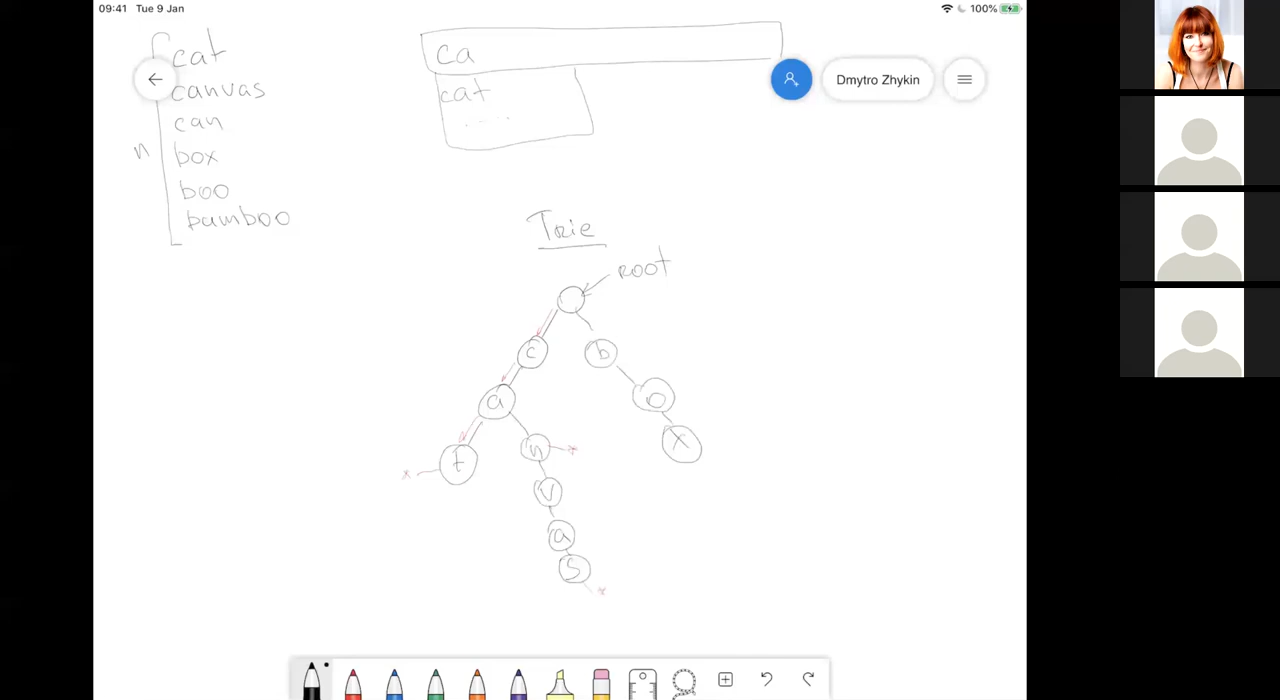 09:41 Tue 9 Jan
100%
cat
canvas
can
n
box
boo
bamboo
ca
cat
Dmytro Zhykin
Trie
root
c
b
a
o
t
n
x
v
a
s